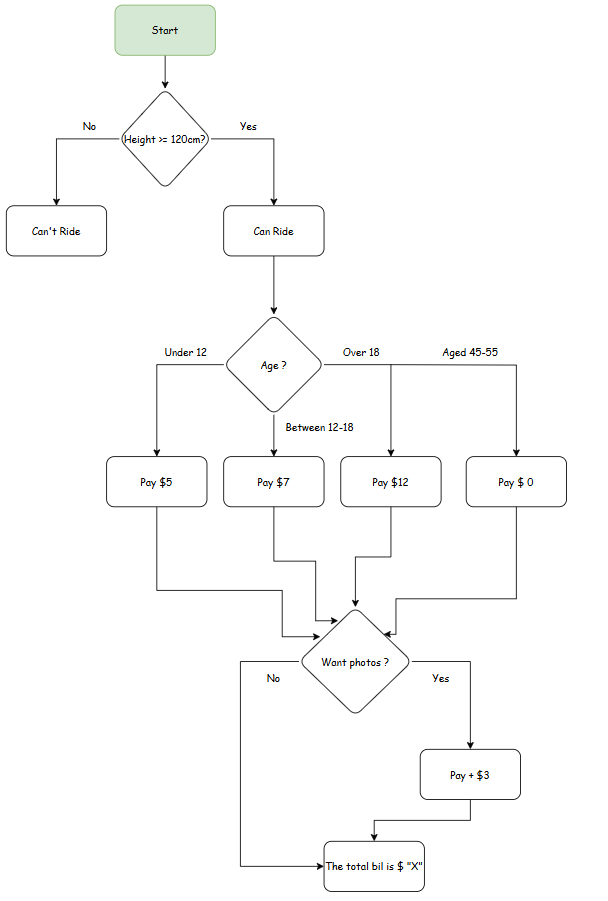 Start
Height >= 120cm?
No
Yes
Can't Ride
Can Ride
Age ?
Under 12
Over 18
Aged 45-55
Between 12-18
Pay $5
Pay $7
Pay $12
Pay $ 0
Want photos ?
No
Yes
Pay + $3
The total bil is $ "X"